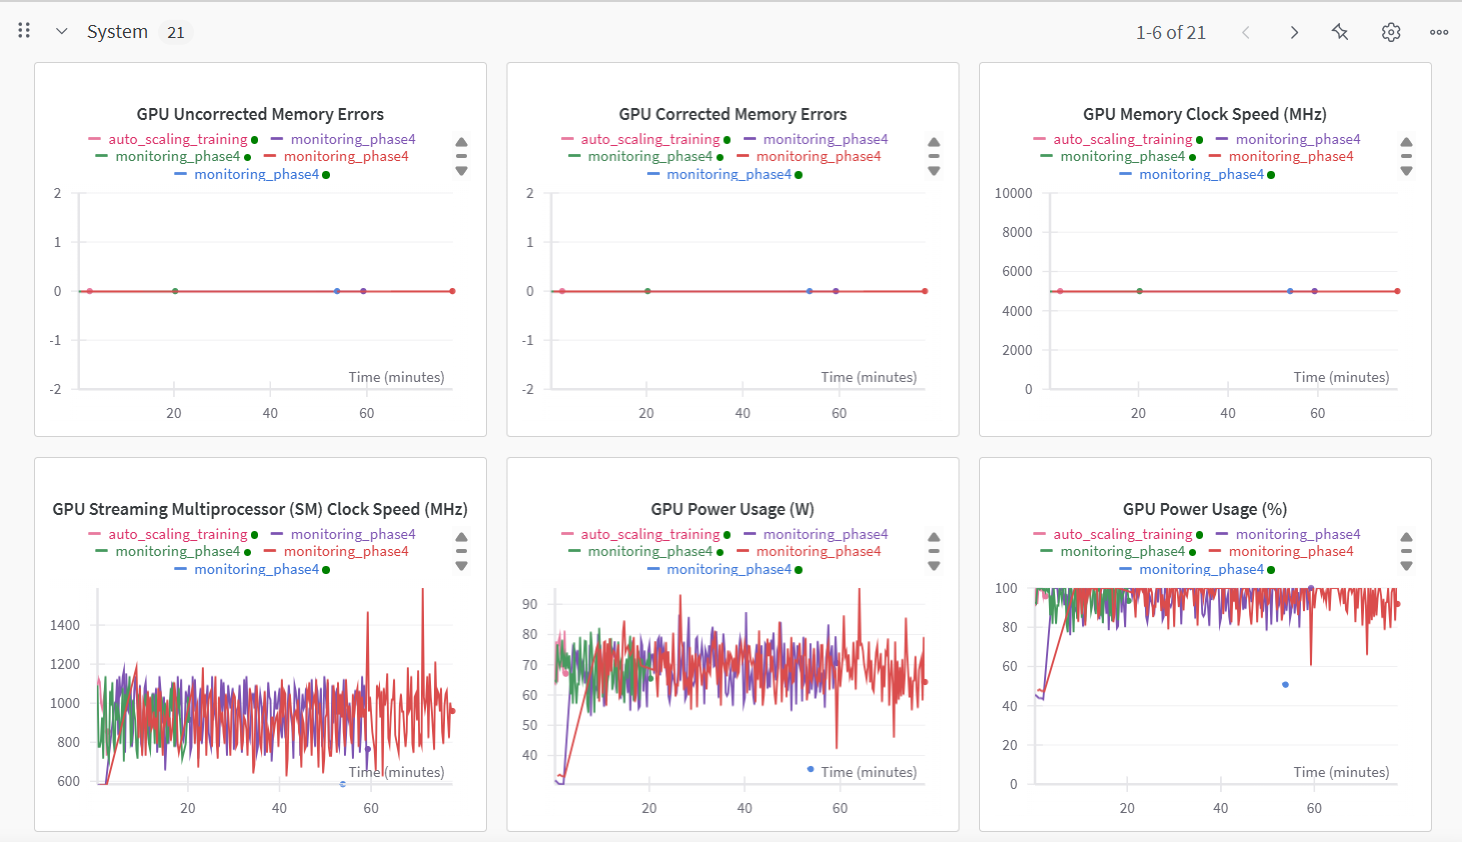 System 21
1-6 of 21
GPU Uncorrected Memory Errors
auto_scaling_training monitoring_phase4
monitoring_phase4 monitoring_phase4
monitoring_phase4
2
1
0
-1
-2
Time (minutes)
20 40 60
GPU Corrected Memory Errors
auto_scaling_training monitoring_phase4
monitoring_phase4 monitoring_phase4
monitoring_phase4
2
1
0
-1
-2
Time (minutes)
20 40 60
GPU Memory Clock Speed (MHz)
auto_scaling_training monitoring_phase4
monitoring_phase4 monitoring_phase4
monitoring_phase4
10000
8000
6000
4000
2000
0
Time (minutes)
20 40 60
GPU Streaming Multiprocessor (SM) Clock Speed (MHz)
auto_scaling_training monitoring_phase4
monitoring_phase4 monitoring_phase4
monitoring_phase4
1400
1200
1000
800
600
Time (minutes)
20 40 60
GPU Power Usage (W)
auto_scaling_training monitoring_phase4
monitoring_phase4 monitoring_phase4
monitoring_phase4
90
80
70
60
50
40
Time (minutes)
20 40 60
GPU Power Usage (%)
auto_scaling_training monitoring_phase4
monitoring_phase4 monitoring_phase4
monitoring_phase4
100
80
60
40
20
0
Time (minutes)
20 40 60